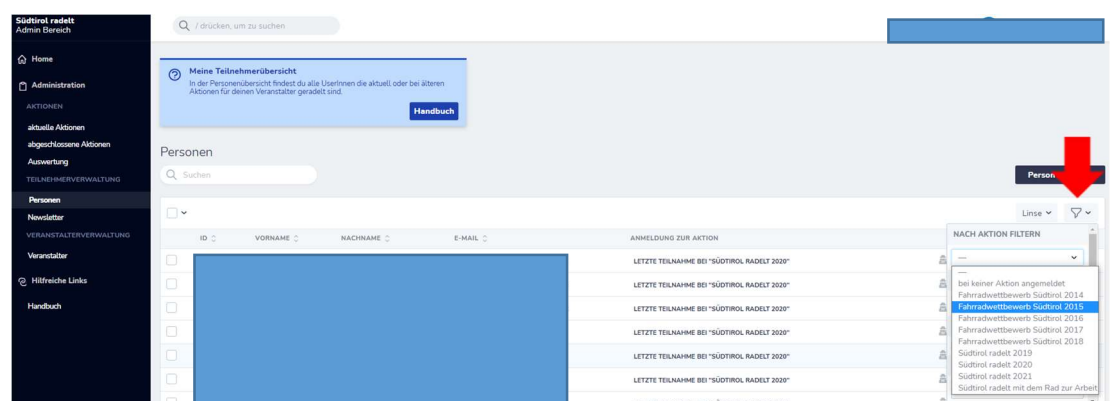 Südtirol radelt
Admin Bereich
/ drücken, um zu suchen
Home
Administration
AKTIONEN
aktuelle Aktionen
abgeschlossene Aktionen
Auswertung
TEILNEHMERVERWALTUNG
Personen
Newsletter
VERANSTALTERVERWALTUNG
Veranstalter
Hilfreiche Links
Handbuch
Meine Teilnehmerübersicht
In der Personenübersicht findest du alle UserInnen die aktuell oder bei älteren
Aktionen für deinen Veranstalter geradelt sind.
Handbuch
Personen
Suchen
Linse
ID VORNAME NACHNAME E-MAIL ANMELDUNG ZUR AKTION
LETZTE TEILNAHME BEI "SÜDTIROL RADELT 2020"
LETZTE TEILNAHME BEI "SÜDTIROL RADELT 2020"
LETZTE TEILNAHME BEI "SÜDTIROL RADELT 2020"
LETZTE TEILNAHME BEI "SÜDTIROL RADELT 2020"
LETZTE TEILNAHME BEI "SÜDTIROL RADELT 2020"
LETZTE TEILNAHME BEI "SÜDTIROL RADELT 2020"
NACH AKTION FILTERN
—
—
bei keiner Aktion angemeldet
Fahrradwettbewerb Südtirol 2014
Fahrradwettbewerb Südtirol 2015
Fahrradwettbewerb Südtirol 2016
Fahrradwettbewerb Südtirol 2017
Fahrradwettbewerb Südtirol 2018
Südtirol radelt 2019
Südtirol radelt 2020
Südtirol radelt 2021
Südtirol radelt mit dem Rad zur Arbeit